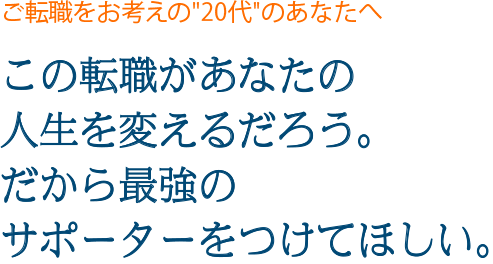 ご転職をお考えの"20代"のあなたへ
この転職があなたの
人生を変えるだろう。
だから最強の
サポーターをつけてほしい。